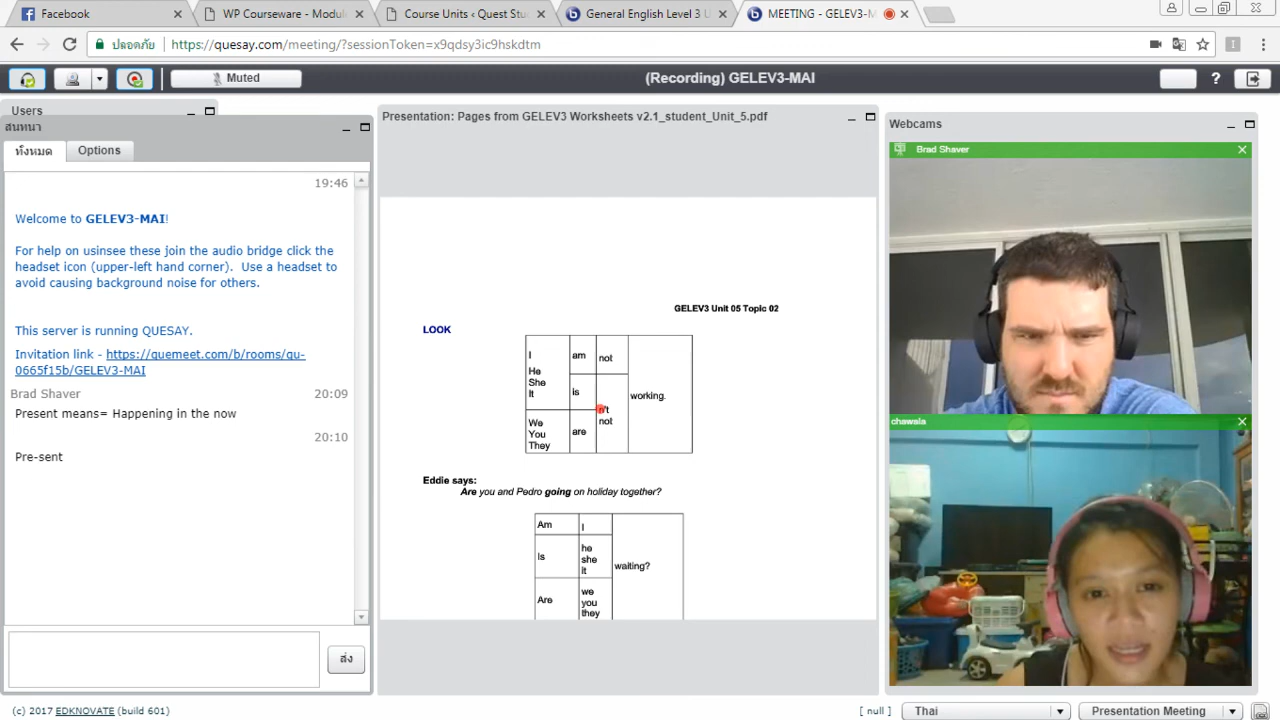 Facebook
WP Courseware - Modul
Course Units ‹ Quest Stu
General English Level 3 U
MEETING - GELEV3-M
ปลอดภัย
https://quesay.com/meeting/?sessionToken=x9qdsy3ic9hskdtm
Muted
(Recording) GELEV3-MAI
?
Users
สนทนา
ทั้งหมด
Options
19:46
Welcome to GELEV3-MAI!
For help on usinsee these join the audio bridge click the
headset icon (upper-left hand corner). Use a headset to
avoid causing background noise for others.
This server is running QUESAY.
Invitation link - https://quemeet.com/b/rooms/qu-
0665f15b/GELEV3-MAI
Brad Shaver 20:09
Present means= Happening in the now
20:10
Pre-sent
ส่ง
Presentation: Pages from GELEV3 Worksheets v2.1_student_Unit_5.pdf
GELEV3 Unit 05 Topic 02
LOOK
I
He
She
It
We
You
They
am
is
are
not
n't
not
working.
Eddie says:
Are you and Pedro going on holiday together?
Am
Is
Are
I
he
she
it
we
you
they
waiting?
Webcams
Brad Shaver
chawala
(c) 2017 EDKNOVATE (build 601)
[ null ]
Thai
Presentation Meeting